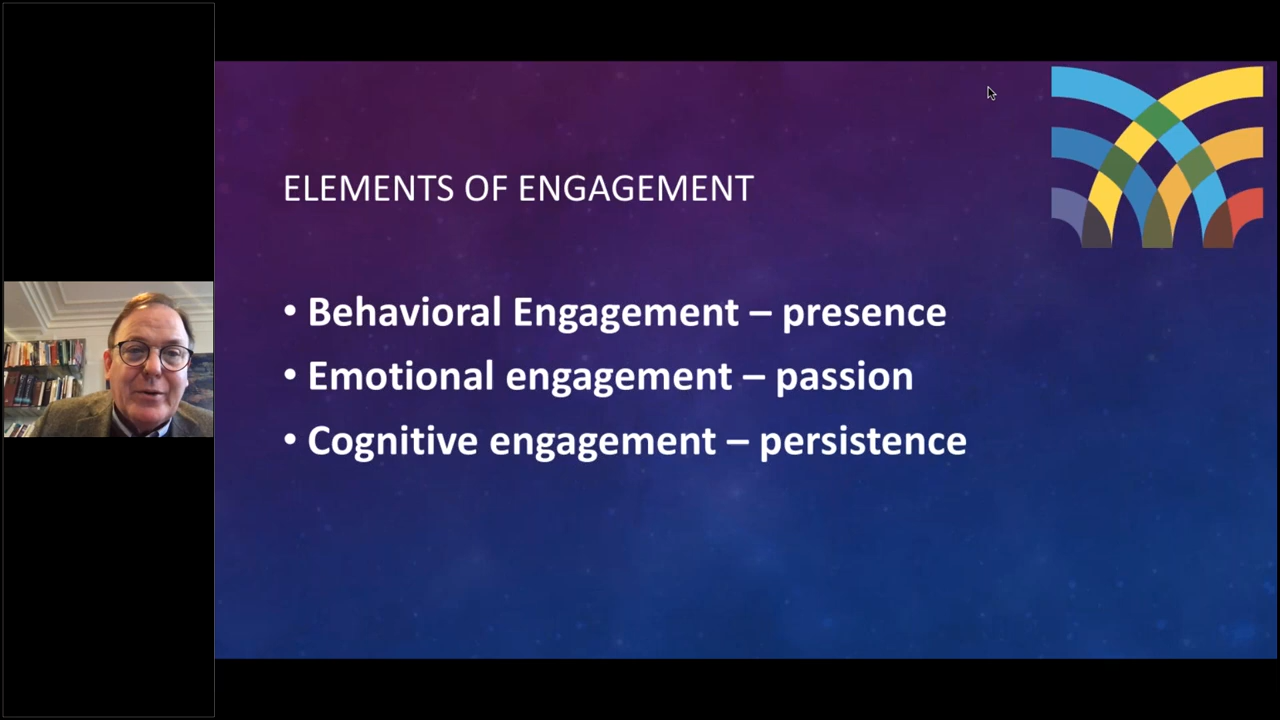 ELEMENTS OF ENGAGEMENT
• Behavioral Engagement – presence
• Emotional engagement – passion
• Cognitive engagement – persistence